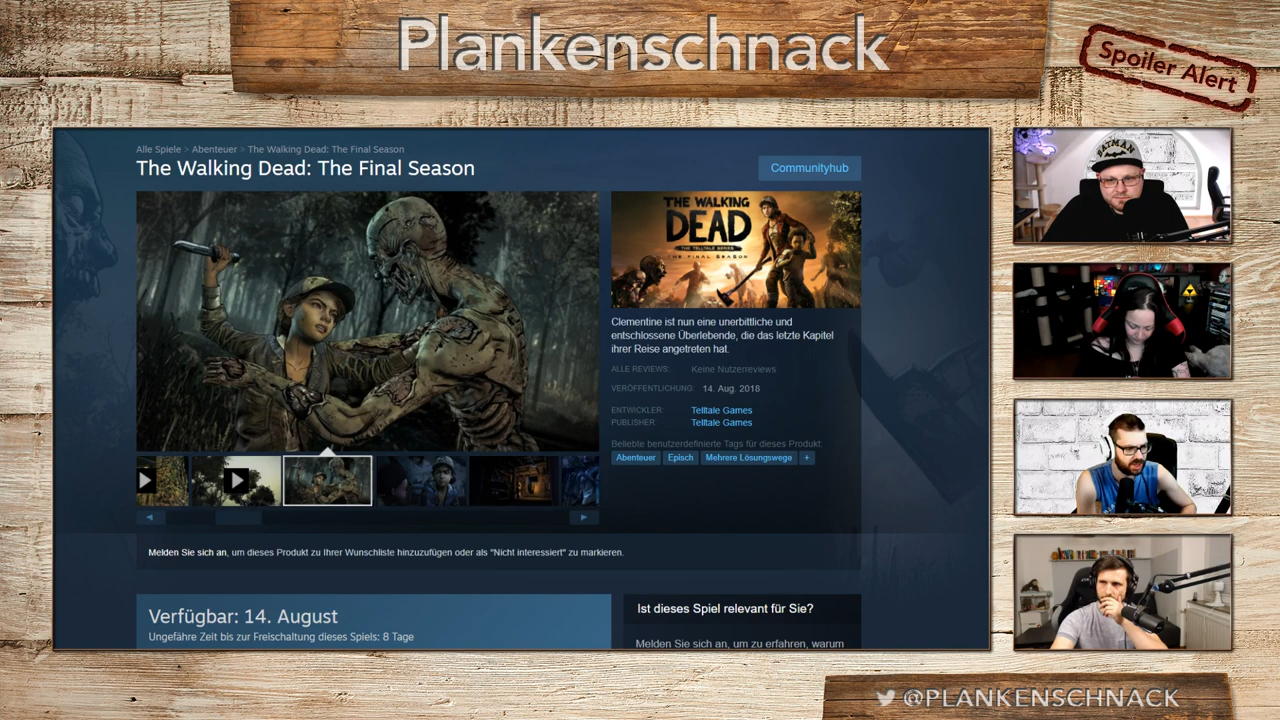 Plankenschnack
Spoiler Alert
Alle Spiele > Abenteuer > The Walking Dead: The Final Season
The Walking Dead: The Final Season
Communityhub
THE WALKING
DEAD
THE TELLTALE SERIES
THE FINAL SEASON
Clementine ist nun eine unerbittliche und
entschlossene Überlebende, die das letzte Kapitel
ihrer Reise angetreten hat.
ALLE REVIEWS: Keine Nutzerreviews
VERÖFFENTLICHUNG: 14. Aug. 2018
ENTWICKLER: Telltale Games
PUBLISHER Telltale Games
Beliebte benutzerdefinierte Tags für dieses Produkt:
Abenteuer Epísch Mehrere Lösungswege +
Melden Sie sich an, um dieses Produkt zu Ihrer Wunschliste hinzuzufügen oder als "Nicht interessiert" zu markieren.
Verfügbar: 14. August
Ungefähre Zeit bis zur Freischaltung dieses Spiels: 8 Tage
Ist dieses Spiel relevant für Sie?
Melden Sie sich an, um zu erfahren, warum
BATMAN
@PLANKENSCHNACK